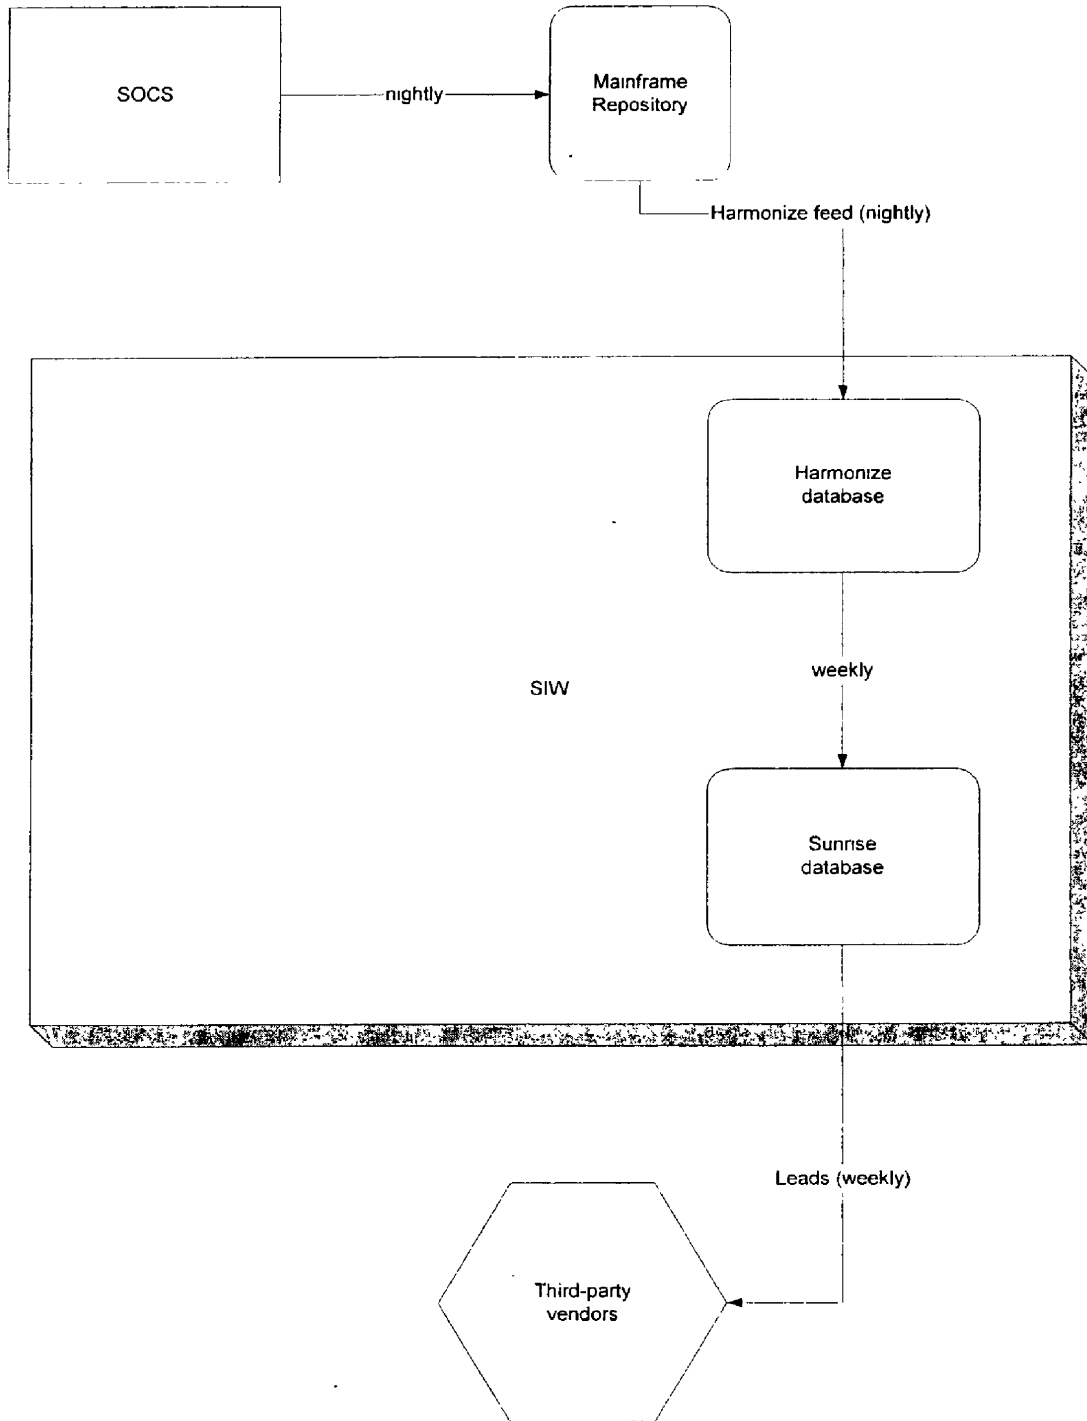 SOCS
nightly
Mainframe
Repository
Harmonize feed (nightly)
Harmonize
database
weekly
SIW
Sunrise
database
Leads (weekly)
Third-party
vendors